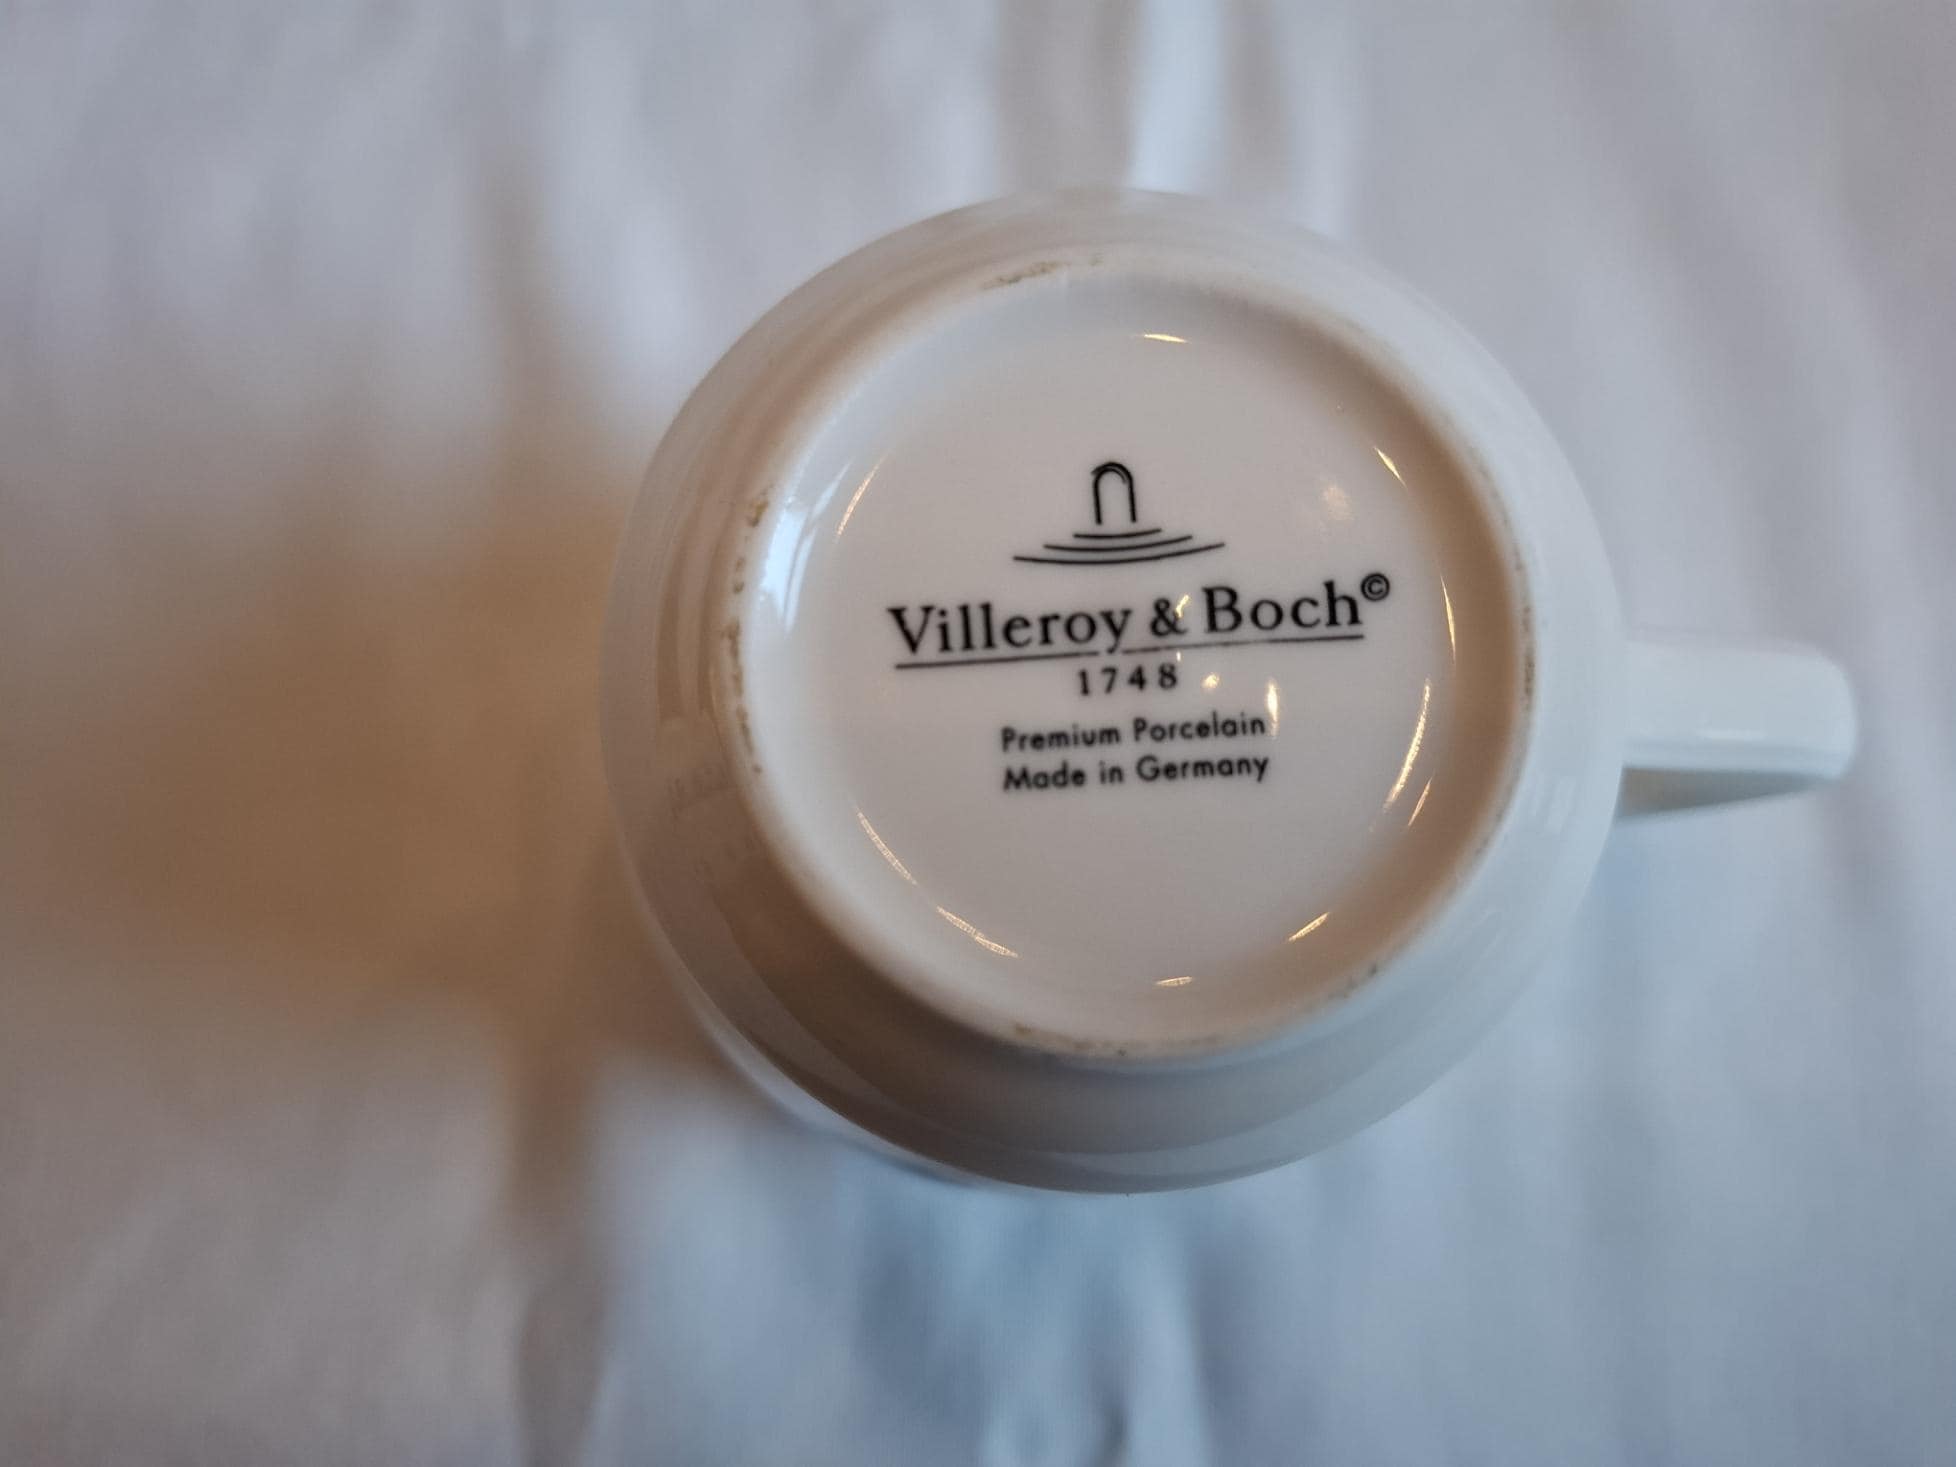 Villeroy & Boch©
1748
Premium Porcelain
Made in Germany